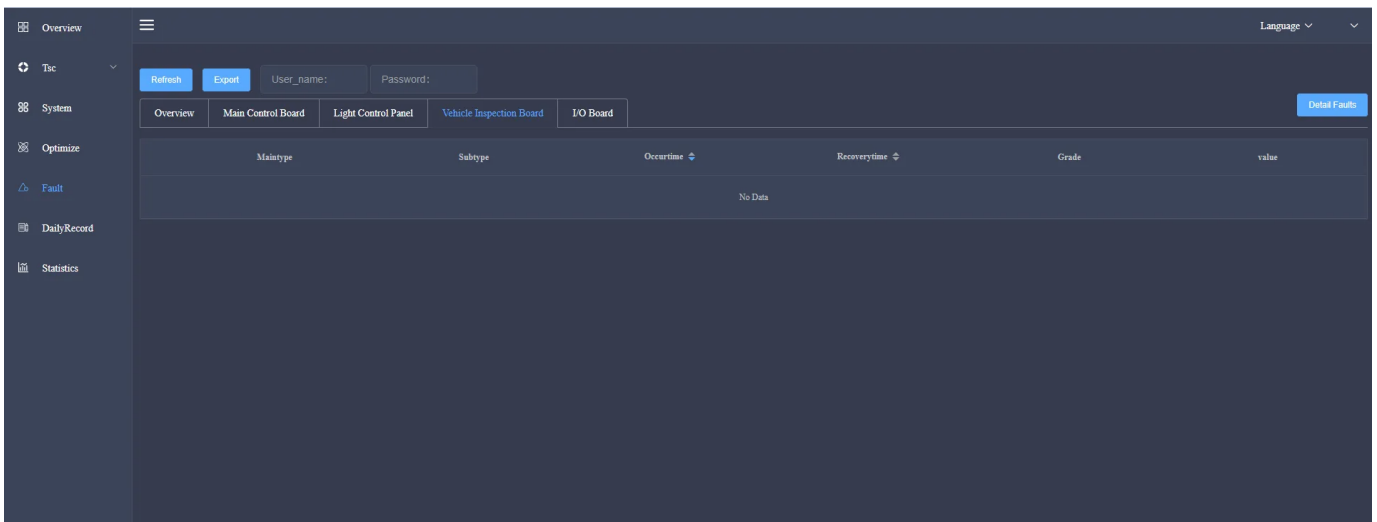 Overview
Language
Tsc
Refresh
Export
User_name:
Password:
System
Overview
Main Control Board
Light Control Panel
Vehicle Inspection Board
I/O Board
Detail Faults
Optimize
Maintype
Subtype
Occurtime
Recoverytime
Grade
value
Fault
No Data
DailyRecord
Statistics